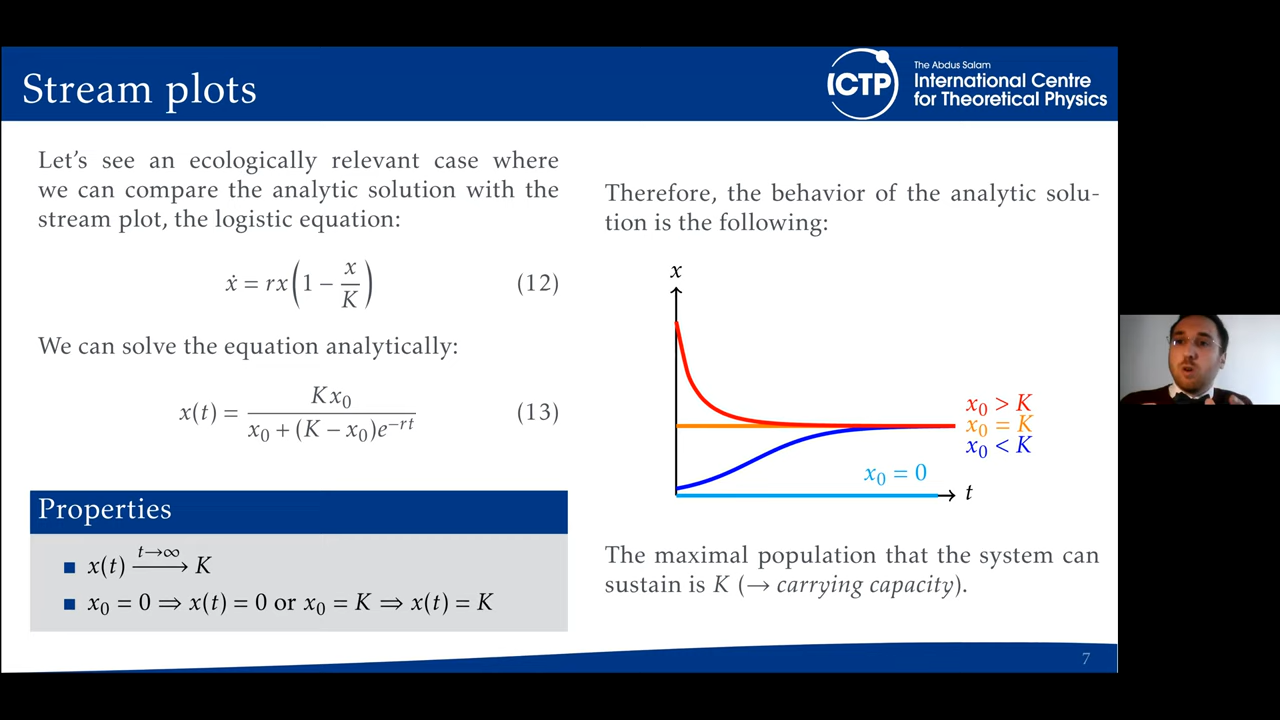 Stream plots
ICTP
The Abdus Salam
International Centre
for Theoretical Physics
Let's see an ecologically relevant case where
we can compare the analytic solution with the
stream plot, the logistic equation:
ẋ = rx(1 − x/K) (12)
We can solve the equation analytically:
x(t) = Kx₀ / (x₀ + (K − x₀)e^{−rt}) (13)
Properties
■ x(t) —t→∞→ K
■ x₀ = 0 ⇒ x(t) = 0 or x₀ = K ⇒ x(t) = K
Therefore, the behavior of the analytic solu-
tion is the following:
x
x₀ > K
x₀ = K
x₀ < K
x₀ = 0
t
The maximal population that the system can
sustain is K (→ carrying capacity).
7